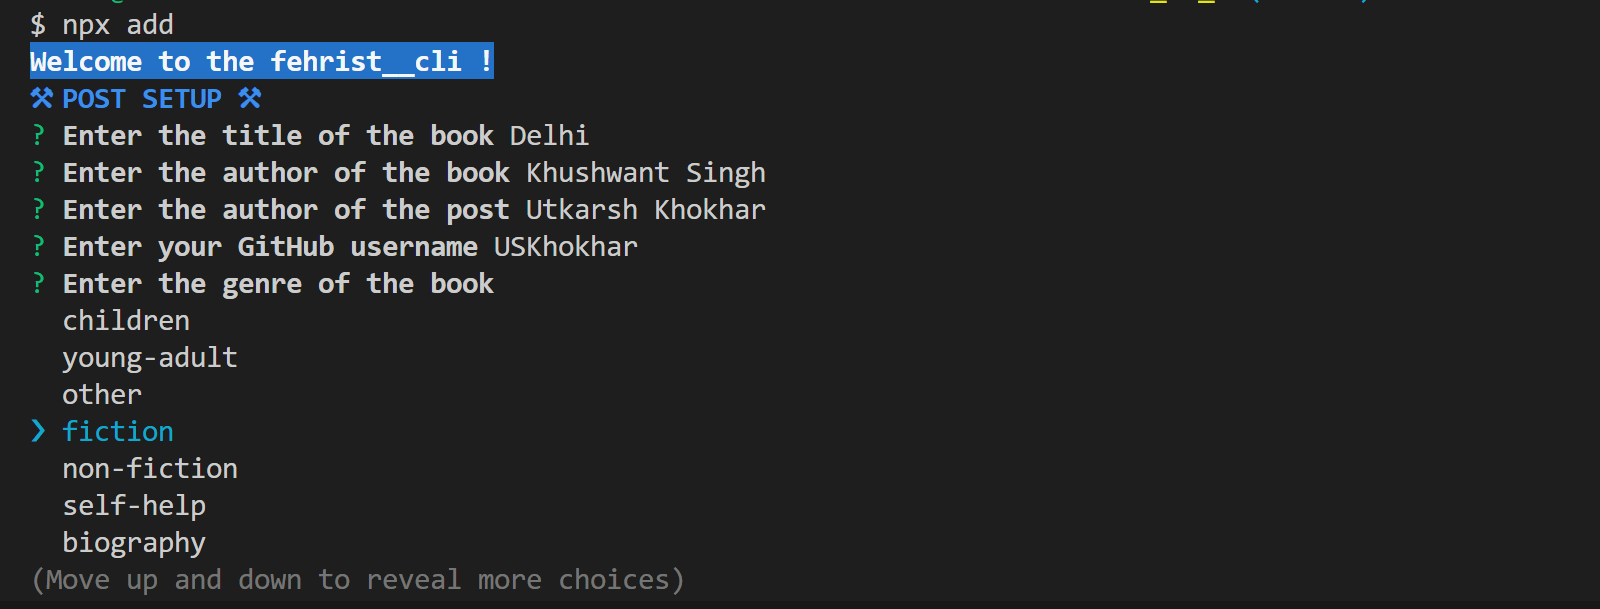 $ npx add
Welcome to the fehrist__cli !
⚒ POST SETUP ⚒
? Enter the title of the book Delhi
? Enter the author of the book Khushwant Singh
? Enter the author of the post Utkarsh Khokhar
? Enter your GitHub username USKhokhar
? Enter the genre of the book
children
young-adult
other
❯ fiction
non-fiction
self-help
biography
(Move up and down to reveal more choices)